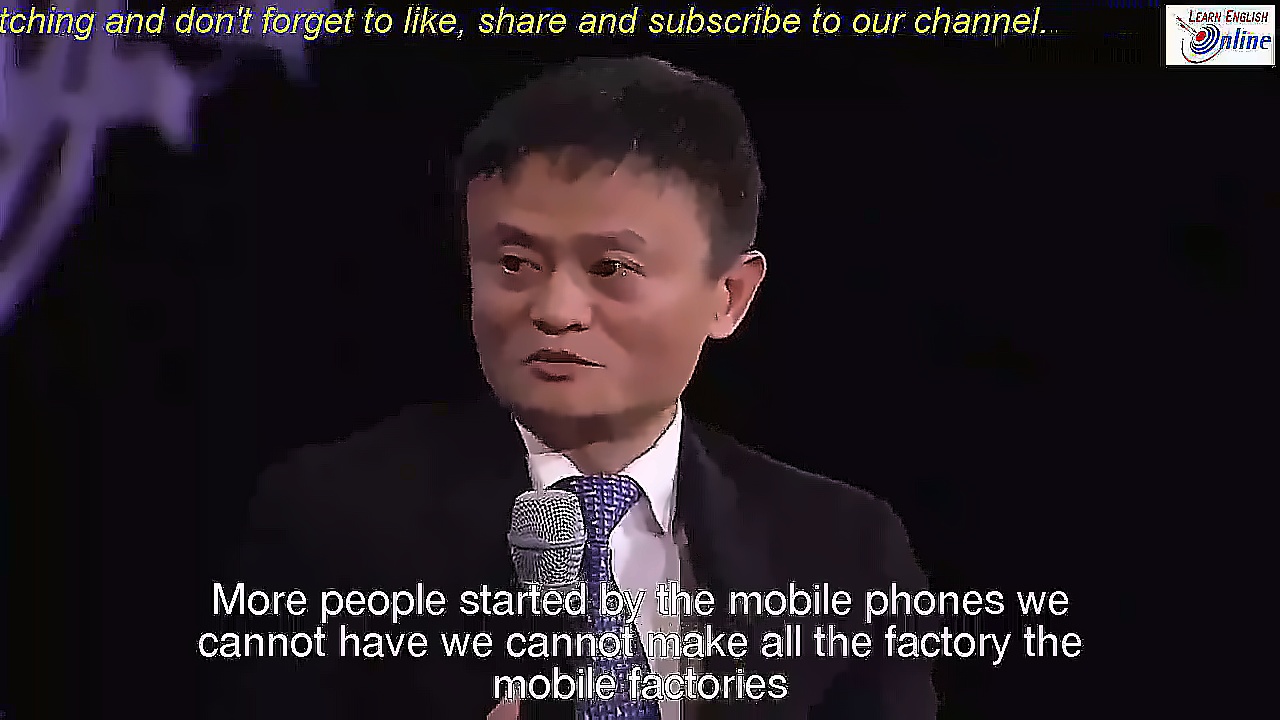 tching and don't forget to like, share and subscribe to our channel..
LEARN ENGLISH
Online
More people started by the mobile phones we
cannot have we cannot make all the factory the
mobile factories